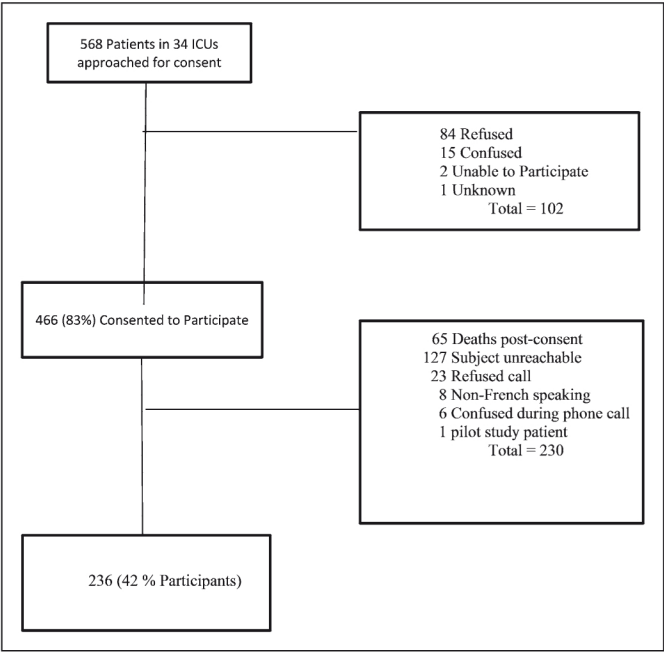 568 Patients in 34 ICUs
approached for consent
84 Refused
15 Confused
2 Unable to Participate
1 Unknown
Total = 102
466 (83%) Consented to Participate
65 Deaths post-consent
127 Subject unreachable
23 Refused call
8 Non-French speaking
6 Confused during phone call
1 pilot study patient
Total = 230
236 (42 % Participants)